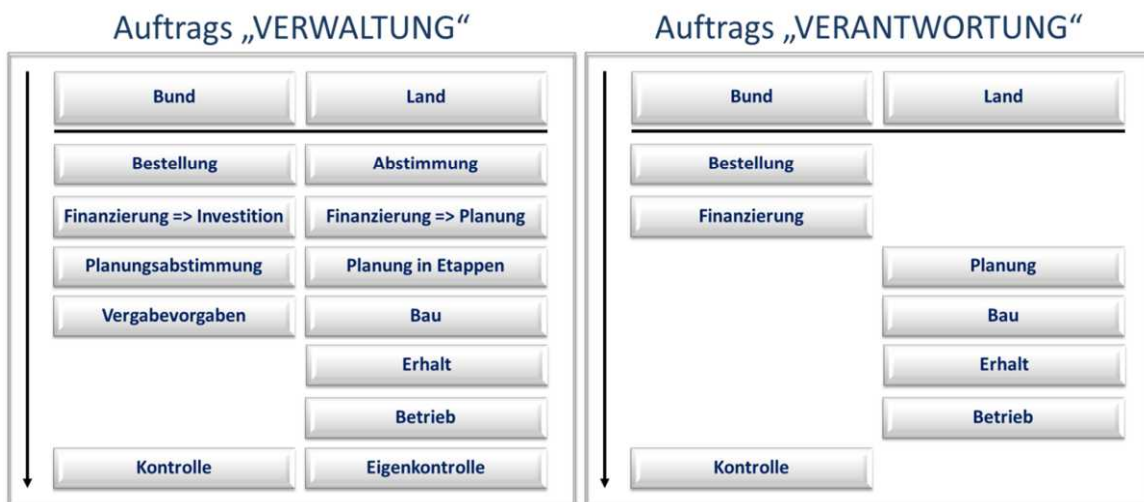 Auftrags „VERWALTUNG“
Bund
Land
Bestellung
Abstimmung
Finanzierung => Investition
Finanzierung => Planung
Planungsabstimmung
Planung in Etappen
Vergabevorgaben
Bau
Erhalt
Betrieb
Kontrolle
Eigenkontrolle
Auftrags „VERANTWORTUNG“
Bund
Land
Bestellung
Finanzierung
Planung
Bau
Erhalt
Betrieb
Kontrolle